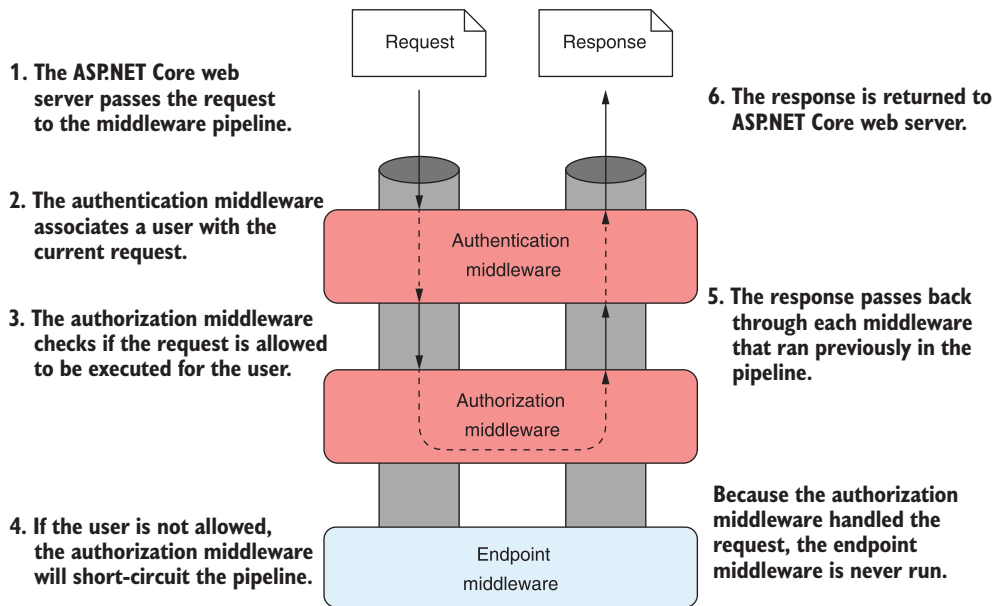 Request
Response
1. The ASP.NET Core web
server passes the request
to the middleware pipeline.
6. The response is returned to
ASP.NET Core web server.
2. The authentication middleware
associates a user with the
current request.
Authentication
middleware
3. The authorization middleware
checks if the request is allowed
to be executed for the user.
5. The response passes back
through each middleware
that ran previously in the
pipeline.
Authorization
middleware
4. If the user is not allowed,
the authorization middleware
will short-circuit the pipeline.
Endpoint
middleware
Because the authorization
middleware handled the
request, the endpoint
middleware is never run.